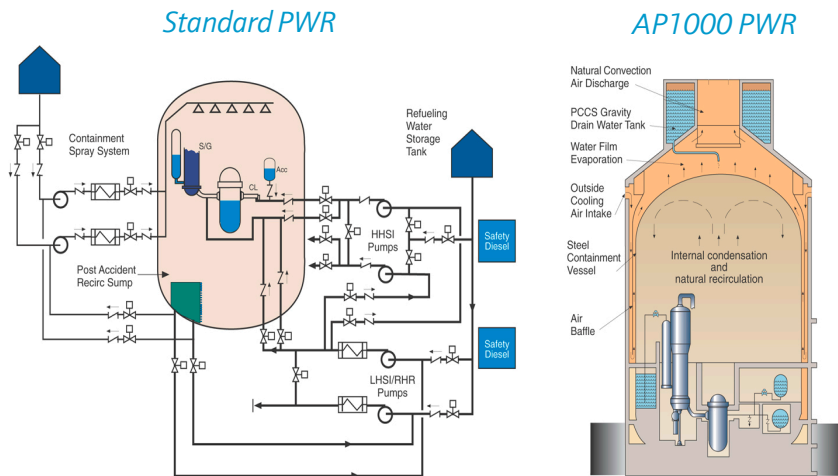 Standard PWR
Containment
Spray System
S/G
Acc
CL
Refueling
Water
Storage
Tank
HHSI
Pumps
Safety
Diesel
Post Accident
Recirc Sump
Safety
Diesel
LHSI/RHR
Pumps
AP1000 PWR
Natural Convection
Air Discharge
PCCS Gravity
Drain Water Tank
Water Film
Evaporation
Outside
Cooling
Air Intake
Steel
Containment
Vessel
Internal condensation
and
natural recirculation
Air
Baffle